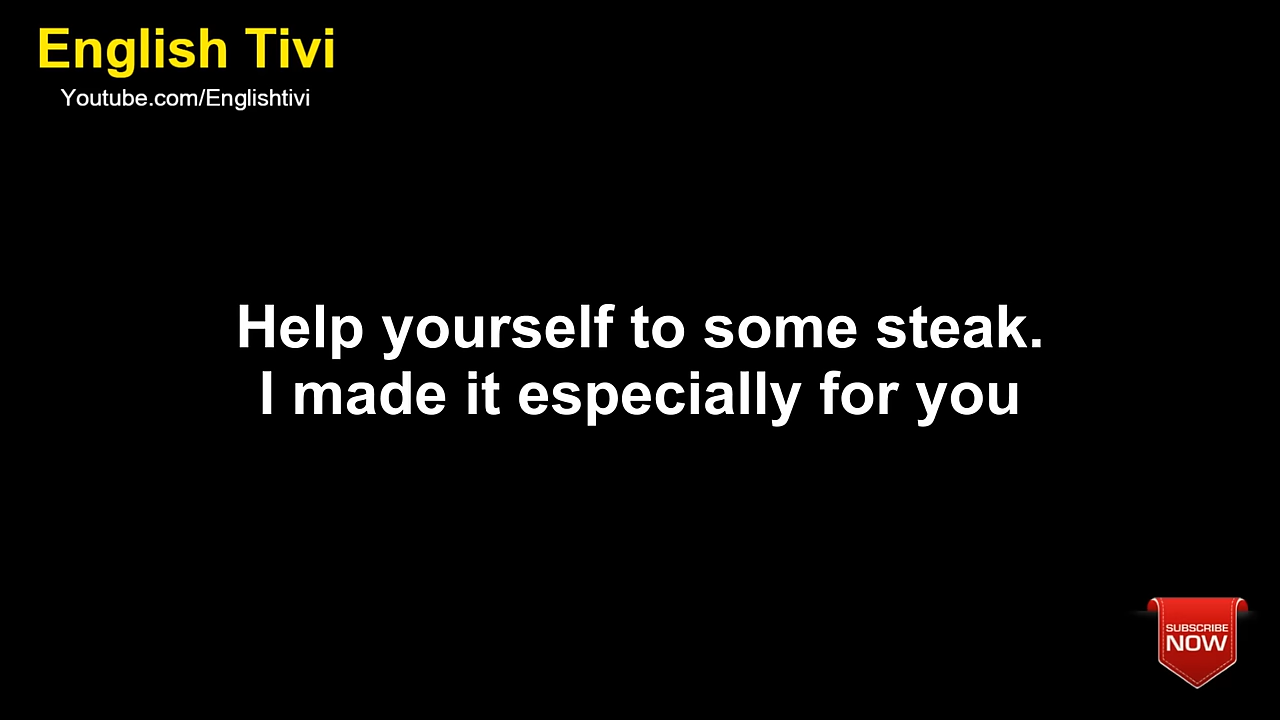 English Tivi
Youtube.com/Englishtivi
Help yourself to some steak.
I made it especially for you
SUBSCRIBE
NOW